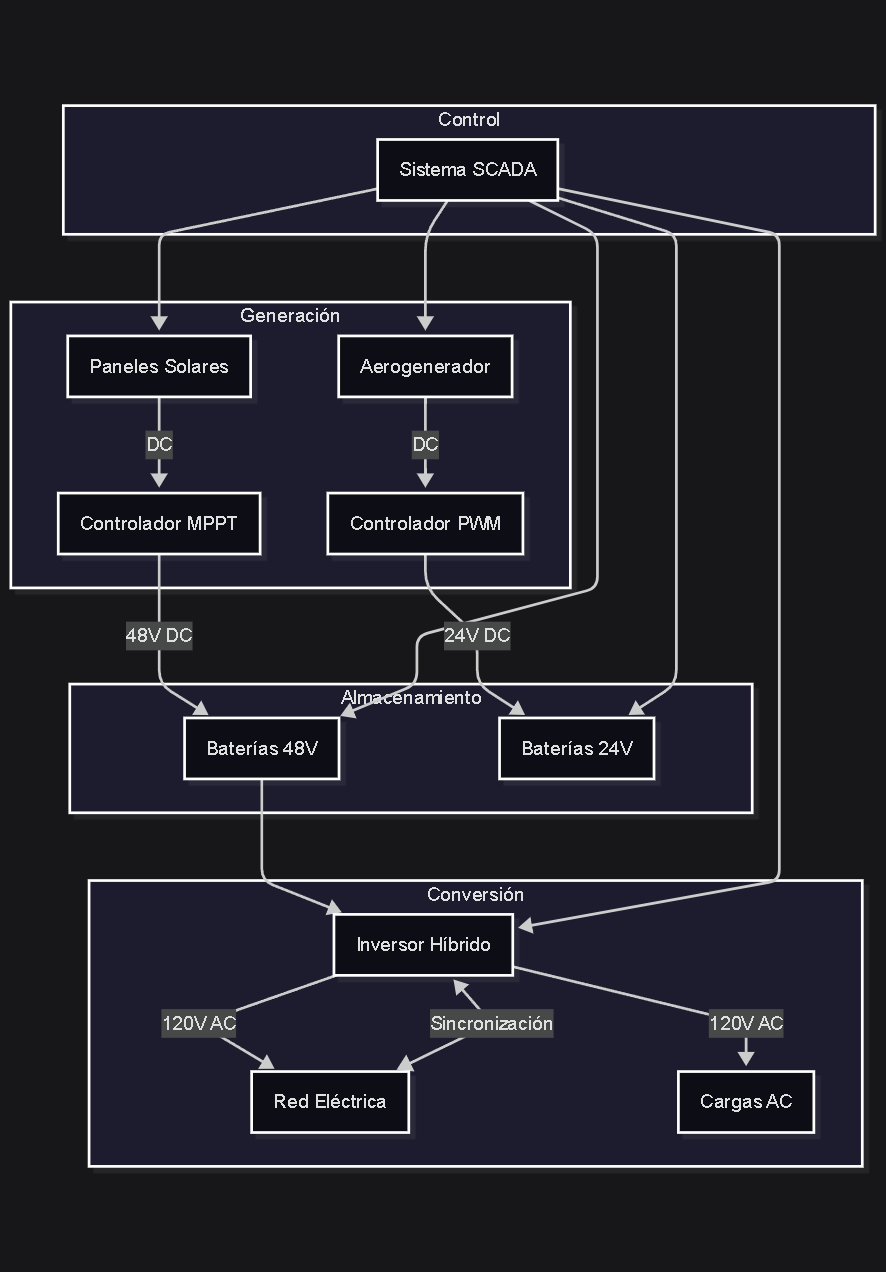 Control
Sistema SCADA
Generación
Paneles Solares
Aerogenerador
DC
DC
Controlador MPPT
Controlador PWM
48V DC
24V DC
Almacenamiento
Baterías 48V
Baterías 24V
Conversión
Inversor Híbrido
120V AC
Sincronización
120V AC
Red Eléctrica
Cargas AC